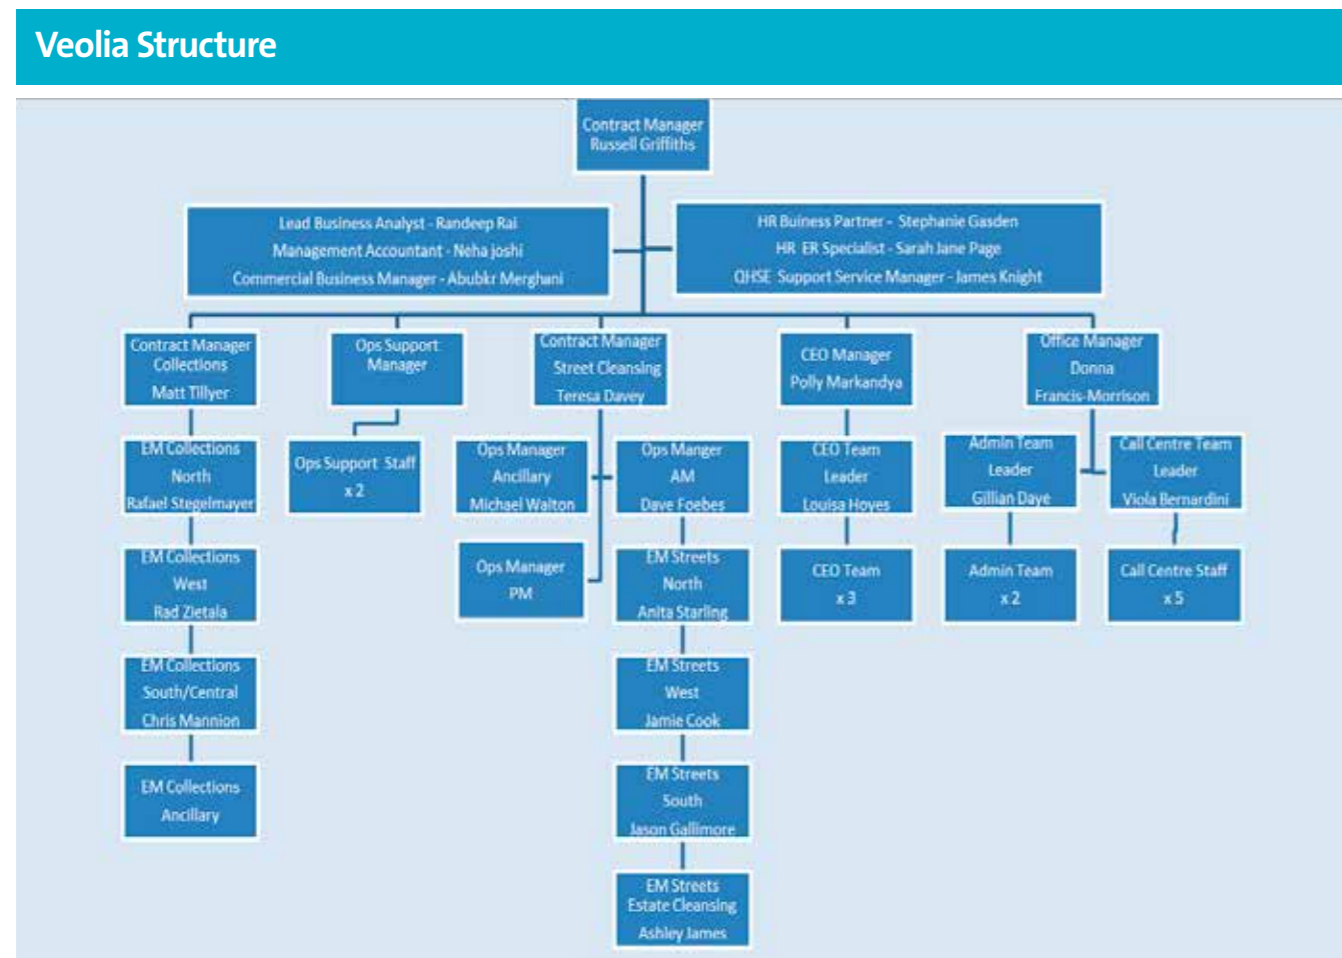 Veolia Structure
Contract Manager
Russell Griffiths
Lead Business Analyst - Randeep Rai
Management Accountant - Neha Joshi
Commercial Business Manager - Abubkr Merghani
HR Buiness Partner - Stephanie Gasden
HR ER Specialist - Sarah Jane Page
QHSE Support Service Manager - James Knight
Contract Manager
Collections
Matt Tillyer
Ops Support
Manager
Contract Manager
Street Cleansing
Teresa Davey
CEO Manager
Polly Markandya
Office Manager
Donna
Francis-Morrison
EM Collections
North
Rafael Stegelmayer
Ops Support Staff
x 2
Ops Manager
Ancillary
Michael Walton
Ops Manger
AM
Dave Foebes
CEO Team
Leader
Louisa Hoyes
Admin Team
Leader
Gillian Daye
Call Centre Team
Leader
Viola Bernardini
EM Collections
West
Rad Zietala
Ops Manager
PM
EM Streets
North
Anita Starling
CEO Team
x 3
Admin Team
x 2
Call Centre Staff
x 5
EM Collections
South/Central
Chris Mannion
EM Streets
West
Jamie Cook
EM Collections
Ancillary
EM Streets
South
Jason Gallimore
EM Streets
Estate Cleansing
Ashley James